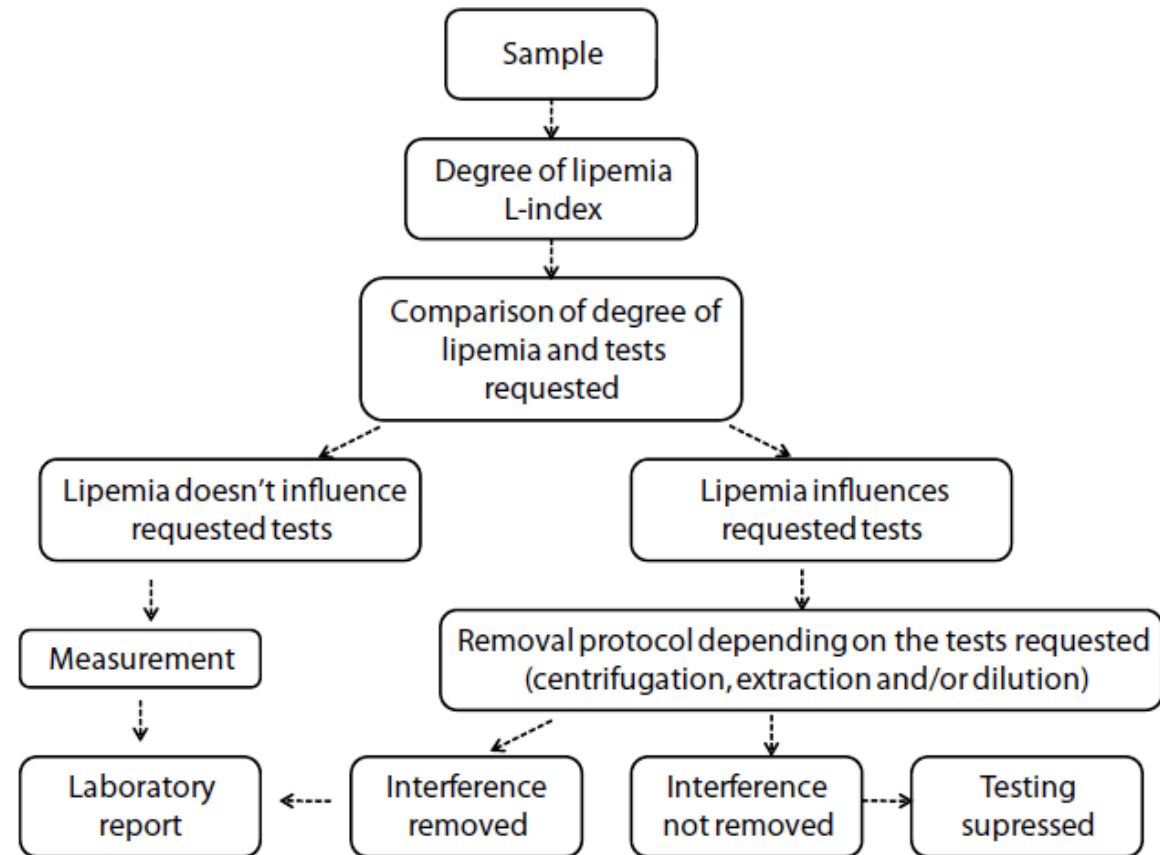 Sample
Degree of lipemia
L-index
Comparison of degree of
lipemia and tests
requested
Lipemia doesn’t influence
requested tests
Lipemia influences
requested tests
Measurement
Removal protocol depending on the tests requested
(centrifugation, extraction and/or dilution)
Laboratory
report
Interference
removed
Interference
not removed
Testing
supressed